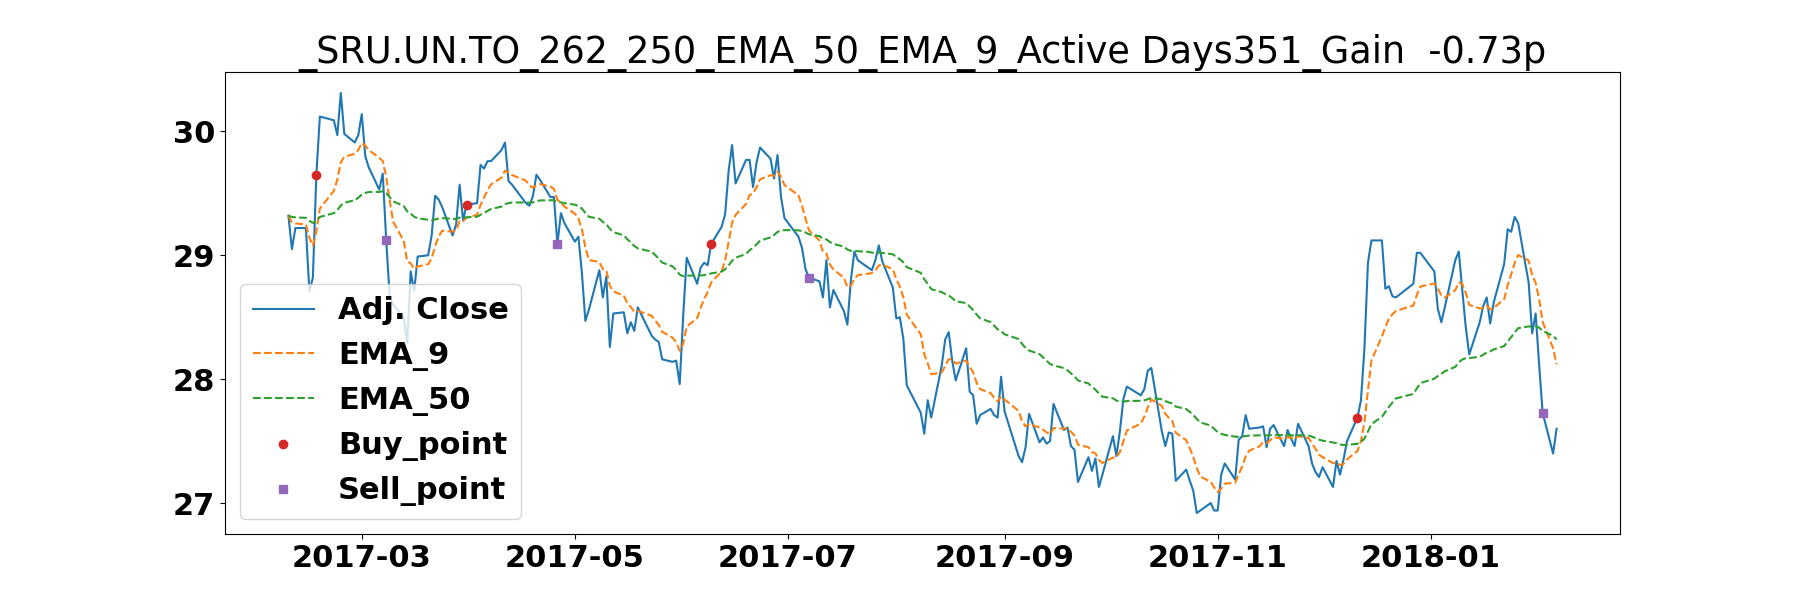 _SRU.UN.TO_262_250_EMA_50_EMA_9_Active Days351_Gain  -0.73p
30
29
28
27
Adj. Close
EMA_9
EMA_50
Buy_point
Sell_point
2017-03 2017-05 2017-07 2017-09 2017-11 2018-01